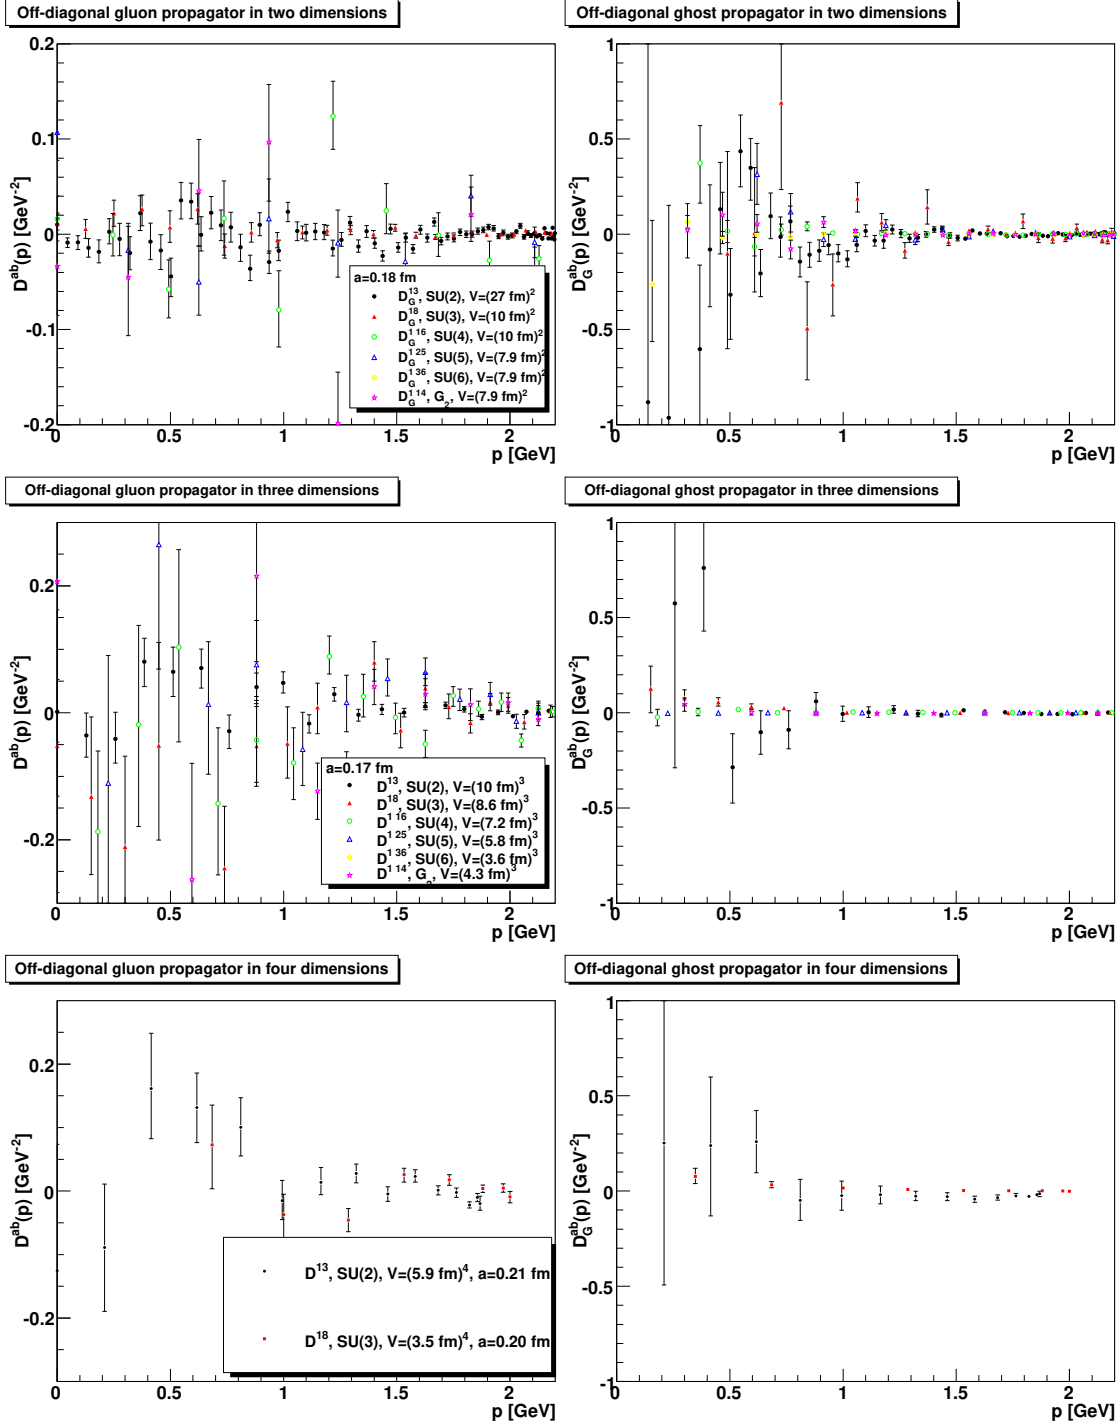 Off-diagonal gluon propagator in two dimensions
Off-diagonal ghost propagator in two dimensions
D^ab(p) [GeV^-2]
0.2
0.1
0
-0.1
-0.2
0 0.5 1 1.5 2
p [GeV]
a=0.18 fm
D_G^13, SU(2), V=(27 fm)^2
D_G^18, SU(3), V=(10 fm)^2
D_G^1 16, SU(4), V=(10 fm)^2
D_G^1 25, SU(5), V=(7.9 fm)^2
D_G^1 36, SU(6), V=(7.9 fm)^2
D_G^1 14, G_2, V=(7.9 fm)^2
D_G^ab(p) [GeV^-2]
1
0.5
0
-0.5
-1
0 0.5 1 1.5 2
p [GeV]
Off-diagonal gluon propagator in three dimensions
Off-diagonal ghost propagator in three dimensions
D^ab(p) [GeV^-2]
0.2
0
-0.2
0 0.5 1 1.5 2
p [GeV]
a=0.17 fm
D^13, SU(2), V=(10 fm)^3
D^18, SU(3), V=(8.6 fm)^3
D^1 16, SU(4), V=(7.2 fm)^3
D^1 25, SU(5), V=(5.8 fm)^3
D^1 36, SU(6), V=(3.6 fm)^3
D^1 14, G_2, V=(4.3 fm)^3
D_G^ab(p) [GeV^-2]
1
0.5
0
-0.5
-1
0 0.5 1 1.5 2
p [GeV]
Off-diagonal gluon propagator in four dimensions
Off-diagonal ghost propagator in four dimensions
D^ab(p) [GeV^-2]
0.2
0
-0.2
0 0.5 1 1.5 2
p [GeV]
D^13, SU(2), V=(5.9 fm)^4, a=0.21 fm
D^18, SU(3), V=(3.5 fm)^4, a=0.20 fm
D_G^ab(p) [GeV^-2]
1
0.5
0
-0.5
-1
0 0.5 1 1.5 2
p [GeV]